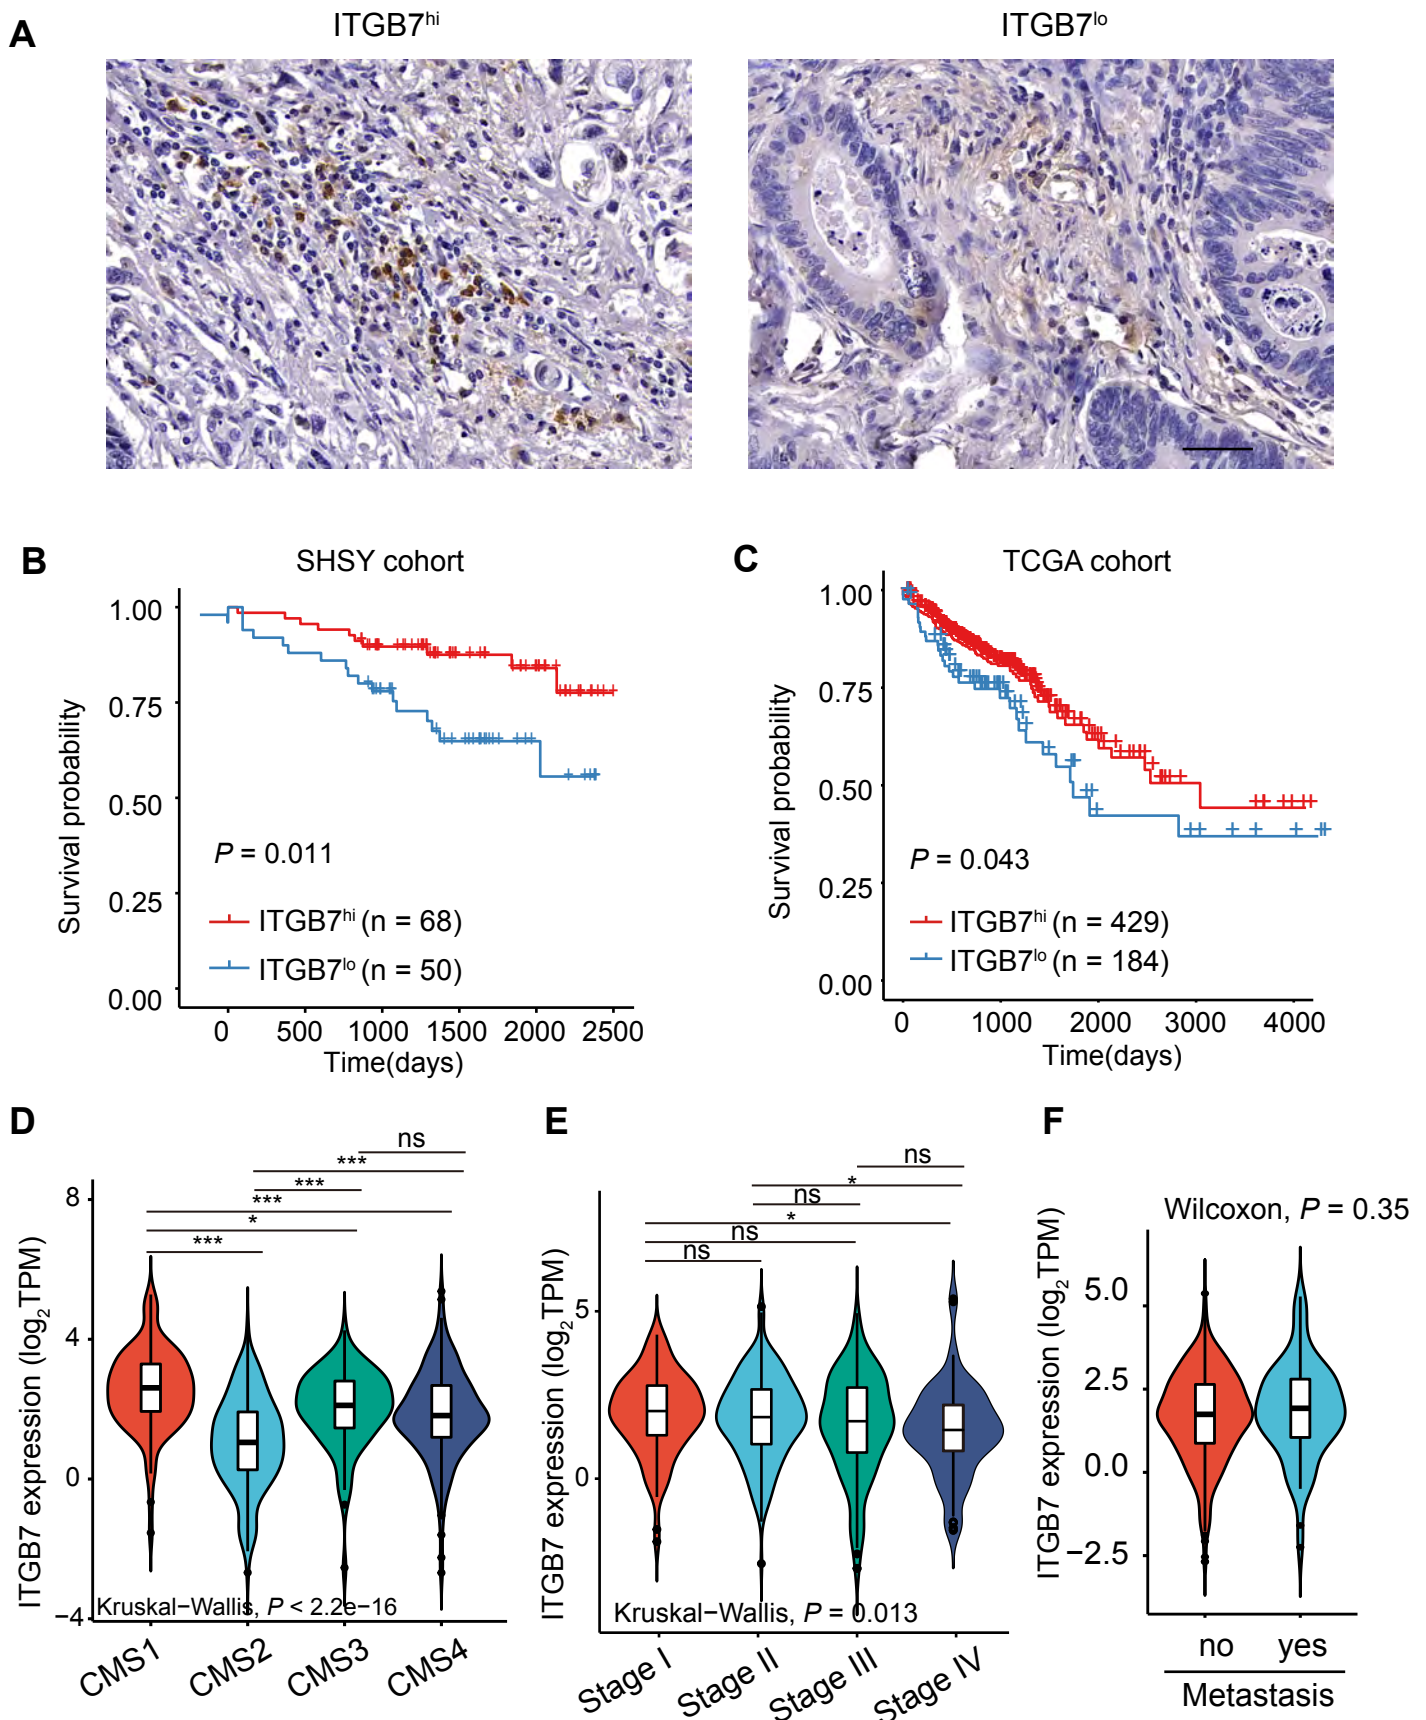 A
ITGB7hi
ITGB7lo
B
SHSY cohort
Survival probability
1.00
0.75
0.50
0.25
0.00
P = 0.011
ITGB7hi (n = 68)
ITGB7lo (n = 50)
0 500 1000 1500 2000 2500
Time(days)
C
TCGA cohort
Survival probability
1.00
0.75
0.50
0.25
0.00
P = 0.043
ITGB7hi (n = 429)
ITGB7lo (n = 184)
0 1000 2000 3000 4000
Time(days)
D
ITGB7 expression (log2TPM)
8
4
0
−4
ns
***
***
***
*
***
Kruskal−Wallis, P < 2.2e−16
CMS1 CMS2 CMS3 CMS4
E
ITGB7 expression (log2TPM)
5
0
ns
*
ns
*
ns
ns
Kruskal−Wallis, P = 0.013
Stage I Stage II Stage III Stage IV
F
Wilcoxon, P = 0.35
ITGB7 expression (log2TPM)
5.0
2.5
0.0
−2.5
no yes
Metastasis